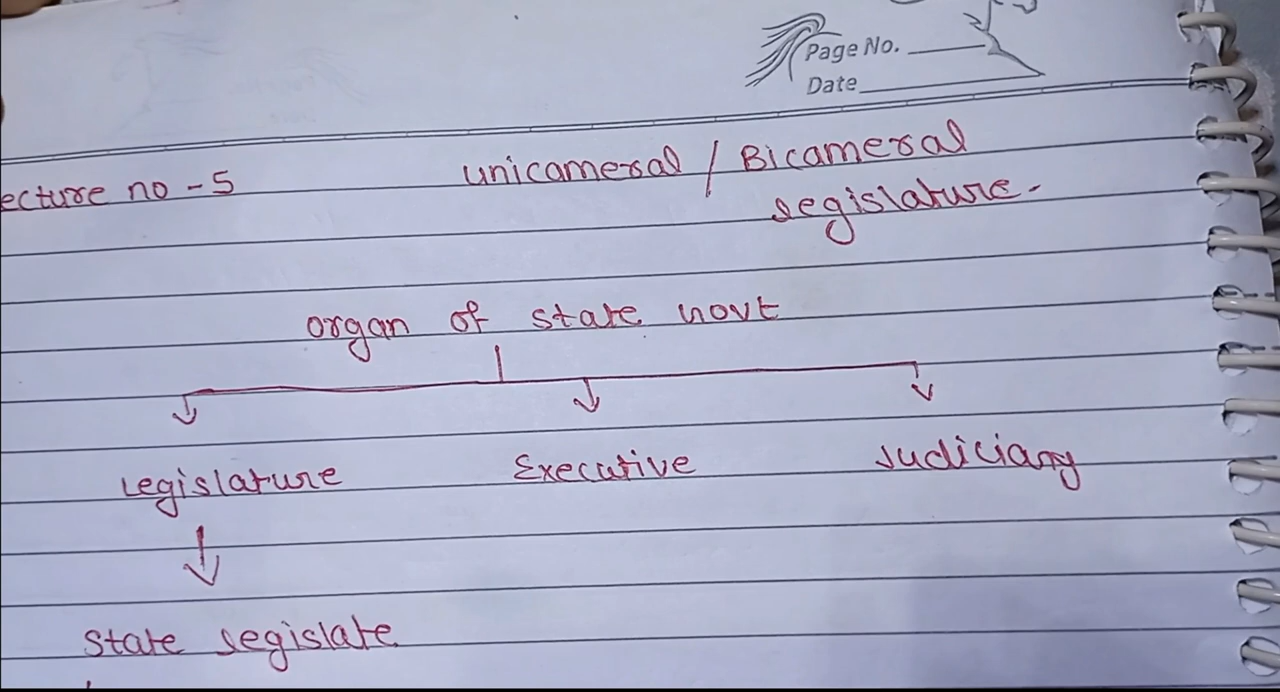 Page No.
Date
ecture no - 5
unicameral / Bicameral
legislature.
organ of state Govt
Legislature Executive Judiciary
State legislate